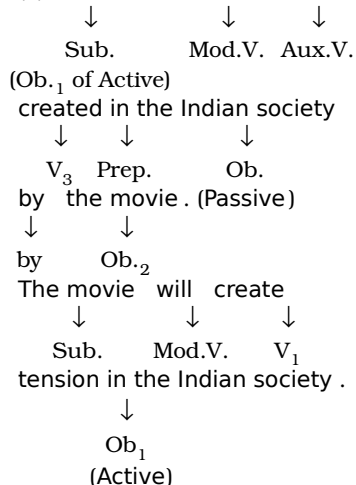 ↓ ↓ ↓
Sub. Mod.V. Aux.V.
(Ob.₁ of Active)
created in the Indian society
↓ ↓ ↓
V₃ Prep. Ob.
by the movie . (Passive)
↓ ↓
by Ob.₂
The movie will create
↓ ↓ ↓
Sub. Mod.V. V₁
tension in the Indian society .
↓
Ob₁
(Active)